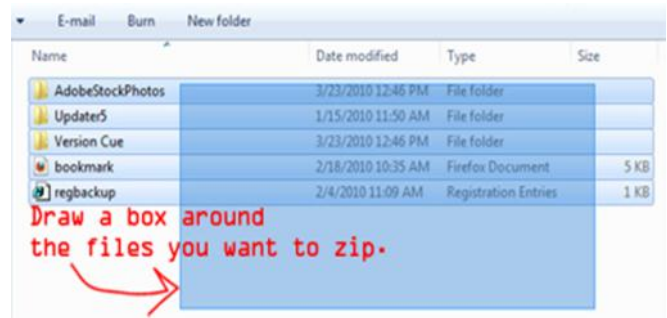 E-mail Burn New folder
Name Date modified Type Size
AdobeStockPhotos 3/23/2010 12:46 PM File folder
Updater5 1/15/2010 11:50 AM File folder
Version Cue 3/23/2010 12:46 PM File folder
bookmark 2/18/2010 10:35 AM Firefox Document 5 KB
regbackup 2/4/2010 11:09 AM Registration Entries 1 KB
Draw a box around
the files you want to zip.